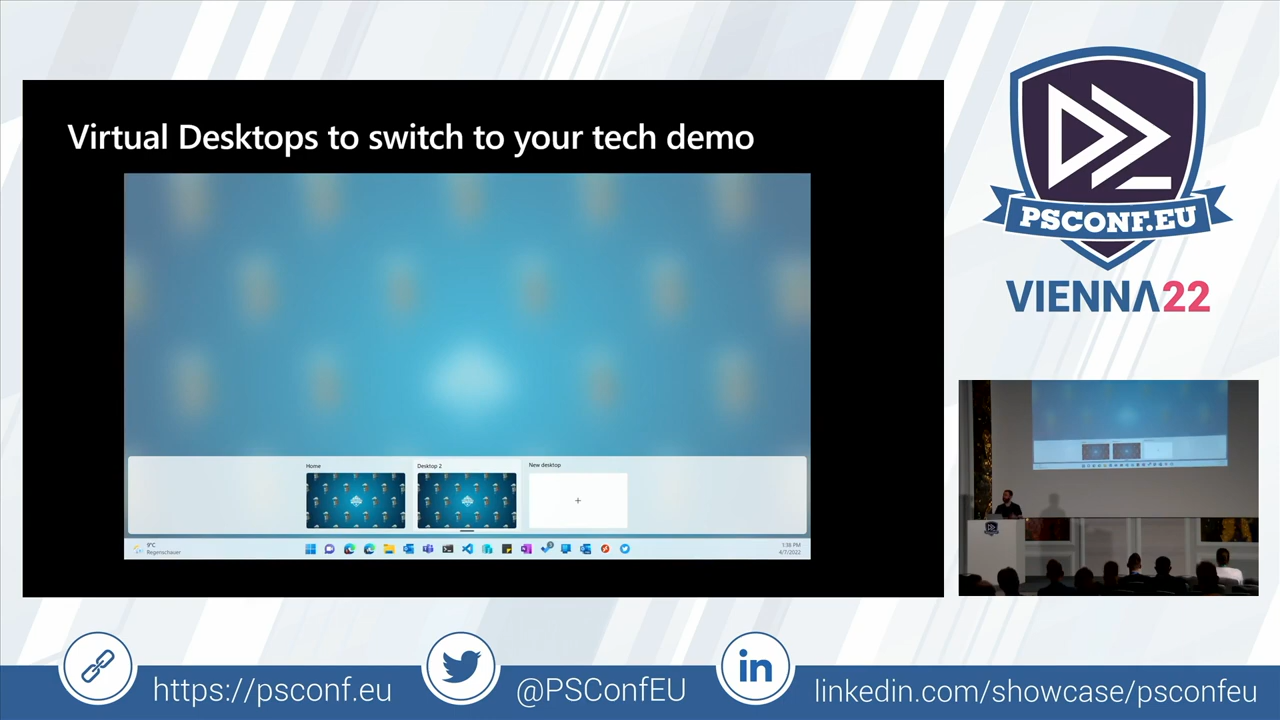 Virtual Desktops to switch to your tech demo
Home
Desktop 2
New desktop
9°C
Regenschauer
1:38 PM
4/7/2022
PSCONF.EU
VIENNA22
https://psconf.eu
@PSConfEU
linkedin.com/showcase/psconfeu